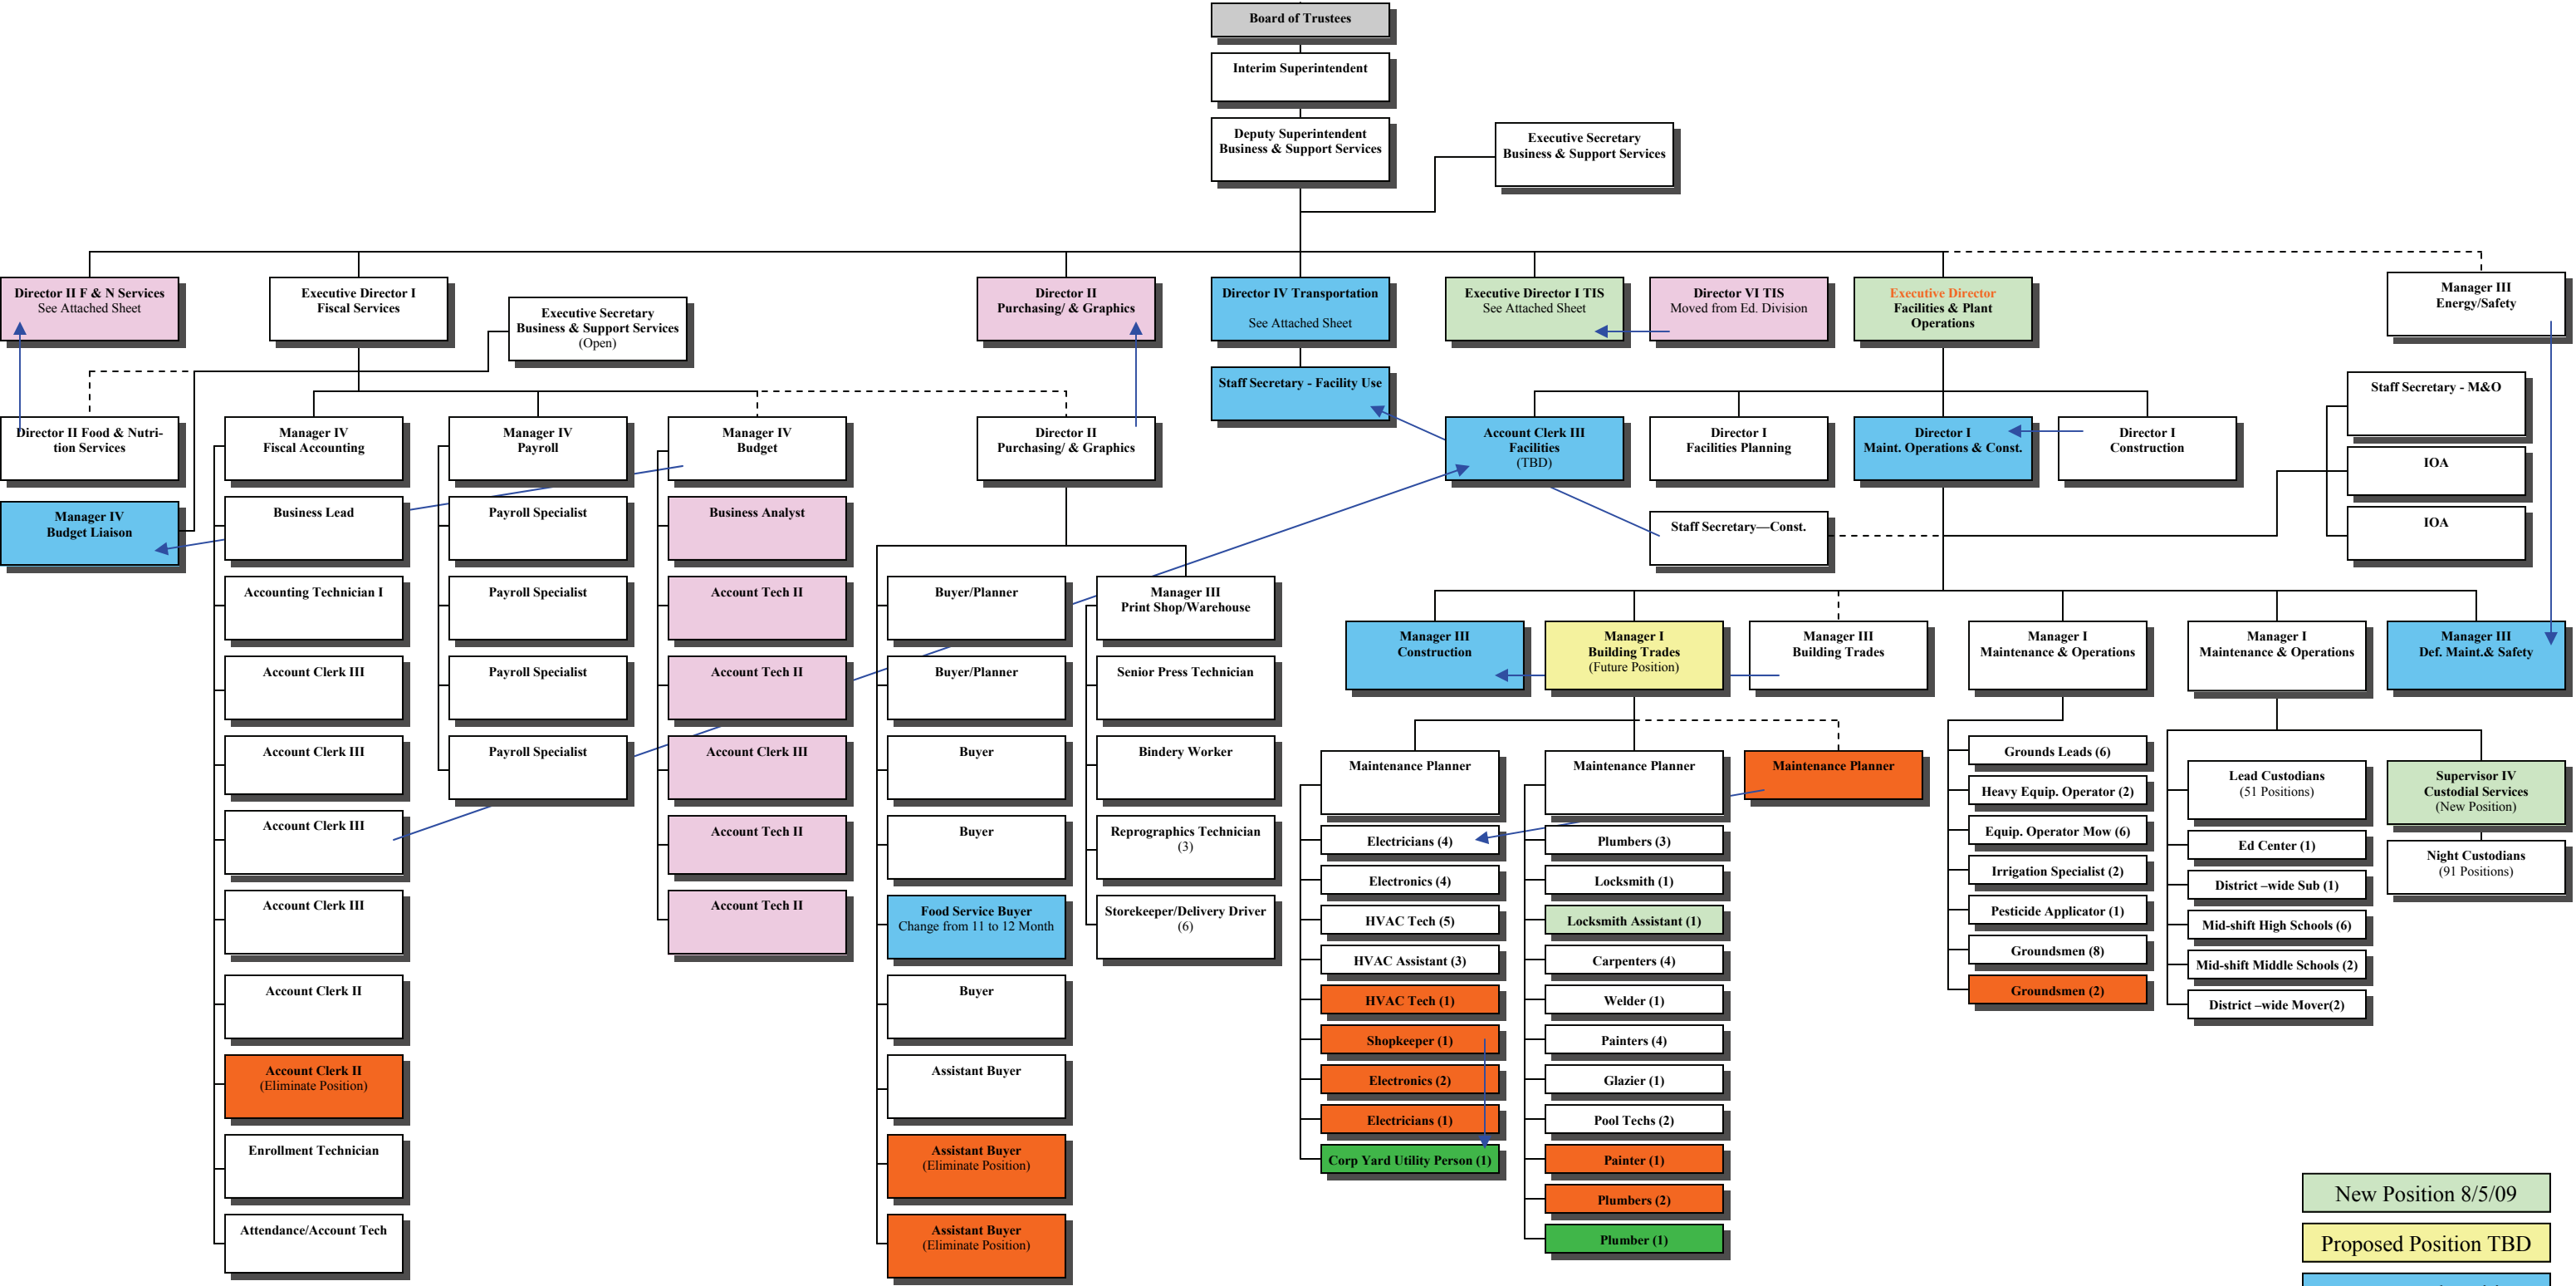 Board of Trustees
Interim Superintendent
Deputy Superintendent
Business & Support Services
Executive Secretary
Business & Support Services
Director II F & N Services
See Attached Sheet
Executive Director I
Fiscal Services
Executive Secretary
Business & Support Services
(Open)
Director II
Purchasing/ & Graphics
Director IV Transportation
See Attached Sheet
Executive Director I TIS
See Attached Sheet
Director VI TIS
Moved from Ed. Division
Executive Director
Facilities & Plant
Operations
Manager III
Energy/Safety
Staff Secretary - Facility Use
Staff Secretary - M&O
IOA
IOA
Director II Food & Nutri-
tion Services
Manager IV
Fiscal Accounting
Manager IV
Payroll
Manager IV
Budget
Director II
Purchasing/ & Graphics
Account Clerk III
Facilities
(TBD)
Director I
Facilities Planning
Director I
Maint. Operations & Const.
Director I
Construction
Manager IV
Budget Liaison
Staff Secretary—Const.
Business Lead
Accounting Technician I
Account Clerk III
Account Clerk III
Account Clerk III
Account Clerk III
Account Clerk II
Account Clerk II
(Eliminate Position)
Enrollment Technician
Attendance/Account Tech
Payroll Specialist
Payroll Specialist
Payroll Specialist
Payroll Specialist
Business Analyst
Account Tech II
Account Tech II
Account Clerk III
Account Tech II
Account Tech II
Buyer/Planner
Buyer/Planner
Buyer
Buyer
Food Service Buyer
Change from 11 to 12 Month
Buyer
Assistant Buyer
Assistant Buyer
(Eliminate Position)
Assistant Buyer
(Eliminate Position)
Manager III
Print Shop/Warehouse
Senior Press Technician
Bindery Worker
Reprographics Technician
(3)
Storekeeper/Delivery Driver
(6)
Manager III
Construction
Manager I
Building Trades
(Future Position)
Manager III
Building Trades
Manager I
Maintenance & Operations
Manager I
Maintenance & Operations
Manager III
Def. Maint.& Safety
Maintenance Planner
Electricians (4)
Electronics (4)
HVAC Tech (5)
HVAC Assistant (3)
HVAC Tech (1)
Shopkeeper (1)
Electronics (2)
Electricians (1)
Corp Yard Utility Person (1)
Maintenance Planner
Plumbers (3)
Locksmith (1)
Locksmith Assistant (1)
Carpenters (4)
Welder (1)
Painters (4)
Glazier (1)
Pool Techs (2)
Painter (1)
Plumbers (2)
Plumber (1)
Maintenance Planner
Grounds Leads (6)
Heavy Equip. Operator (2)
Equip. Operator Mow (6)
Irrigation Specialist (2)
Pesticide Applicator (1)
Groundsmen (8)
Groundsmen (2)
Lead Custodians
(51 Positions)
Ed Center (1)
District –wide Sub (1)
Mid-shift High Schools (6)
Mid-shift Middle Schools (2)
District –wide Mover(2)
Supervisor IV
Custodial Services
(New Position)
Night Custodians
(91 Positions)
New Position 8/5/09
Proposed Position TBD